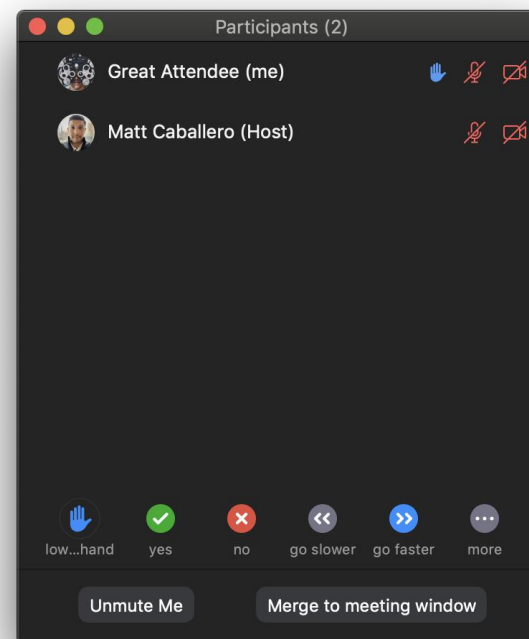 Participants (2)
Great Attendee (me)
Matt Caballero (Host)
low...hand yes no go slower go faster more
Unmute Me Merge to meeting window